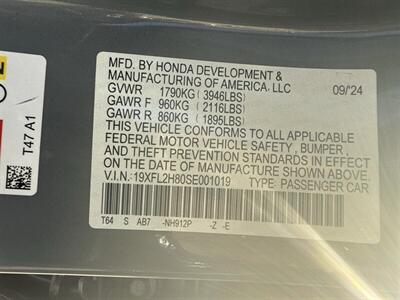 MFD. BY HONDA DEVELOPMENT &
MANUFACTURING OF AMERICA, LLC 09/'24
GVWR 1790KG(3946LBS)
GAWR F 960KG(2116LBS)
GAWR R 860KG(1895LBS)
THIS VEHICLE CONFORMS TO ALL APPLICABLE
FEDERAL MOTOR VEHICLE SAFETY, BUMPER,
AND THEFT PREVENTION STANDARDS IN EFFECT
ON THE DATE OF MANUFACTURE SHOWN ABOVE.
V.I.N.: 19XFL2H80SE001019 TYPE: PASSENGER CAR
T64 S AB7 -NH912P -Z -E
T47 A1